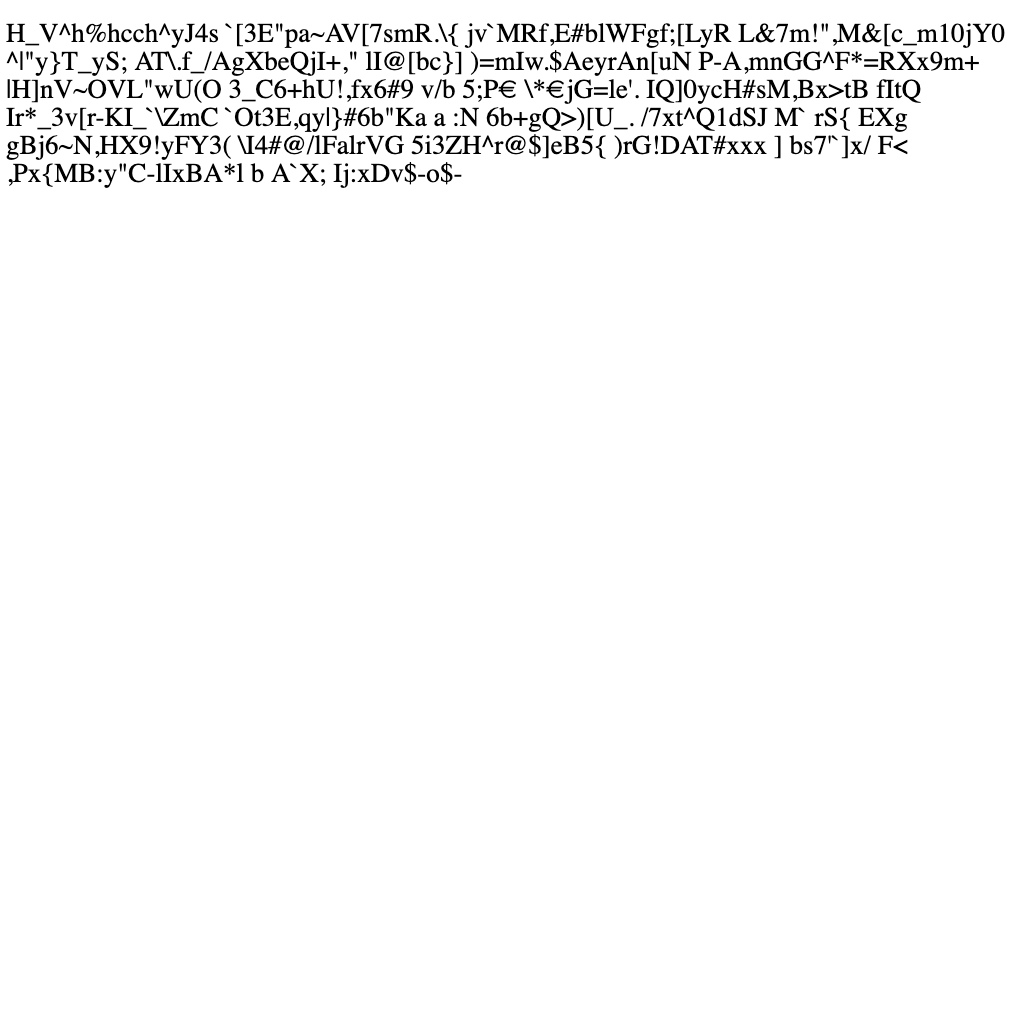 H_V^h%hcch^yJ4s `[3E"pa~AV[7smR.\{ jv`MRf,E#blWFgf;[LyR L&7m!",M&[c_m10jY0
^|"y}T_yS; AT\.f_/AgXbeQjI+," lI@[bc}] )=mIw.$AeyrAn[uN P-A,mnGG^F*=RXx9m+
|H]nV~OVL"wU(O 3_C6+hU!,fx6#9 v/b 5;P€ \*€jG=le'. IQ]0ycH#sM,Bx>tB fItQ
Ir*_3v[r-KI_`\ZmC `Ot3E,qy|}#6b"Ka a :N 6b+gQ>)[U_. /7xt^Q1dSJ M` rS{ EXg
gBj6~N,HX9!yFY3( \I4#@/lFalrVG 5i3ZH^r@$]eB5{ )rG!DAT#xxx ] bs7'`]x/ F<
,Px{MB:y"C-lIxBA*l b A`X; Ij:xDv$-o$-